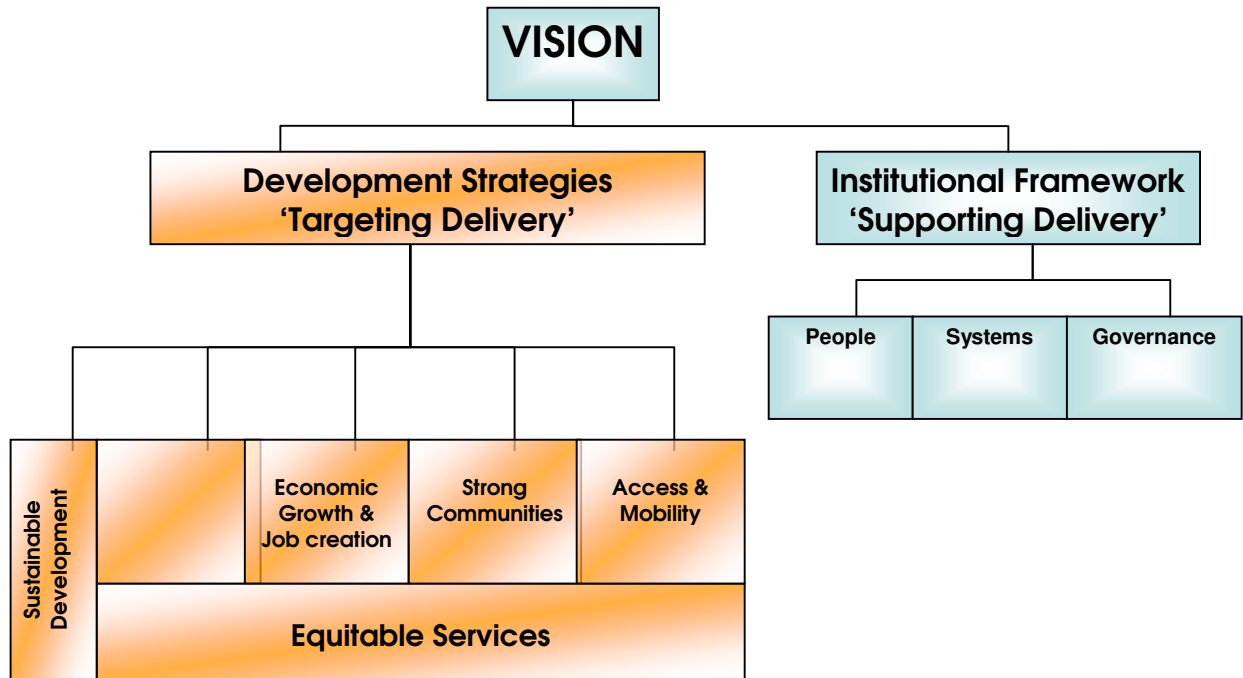 VISION
Development Strategies
‘Targeting Delivery’
Institutional Framework
‘Supporting Delivery’
People
Systems
Governance
Sustainable
Development
Economic
Growth &
Job creation
Strong
Communities
Access &
Mobility
Equitable Services